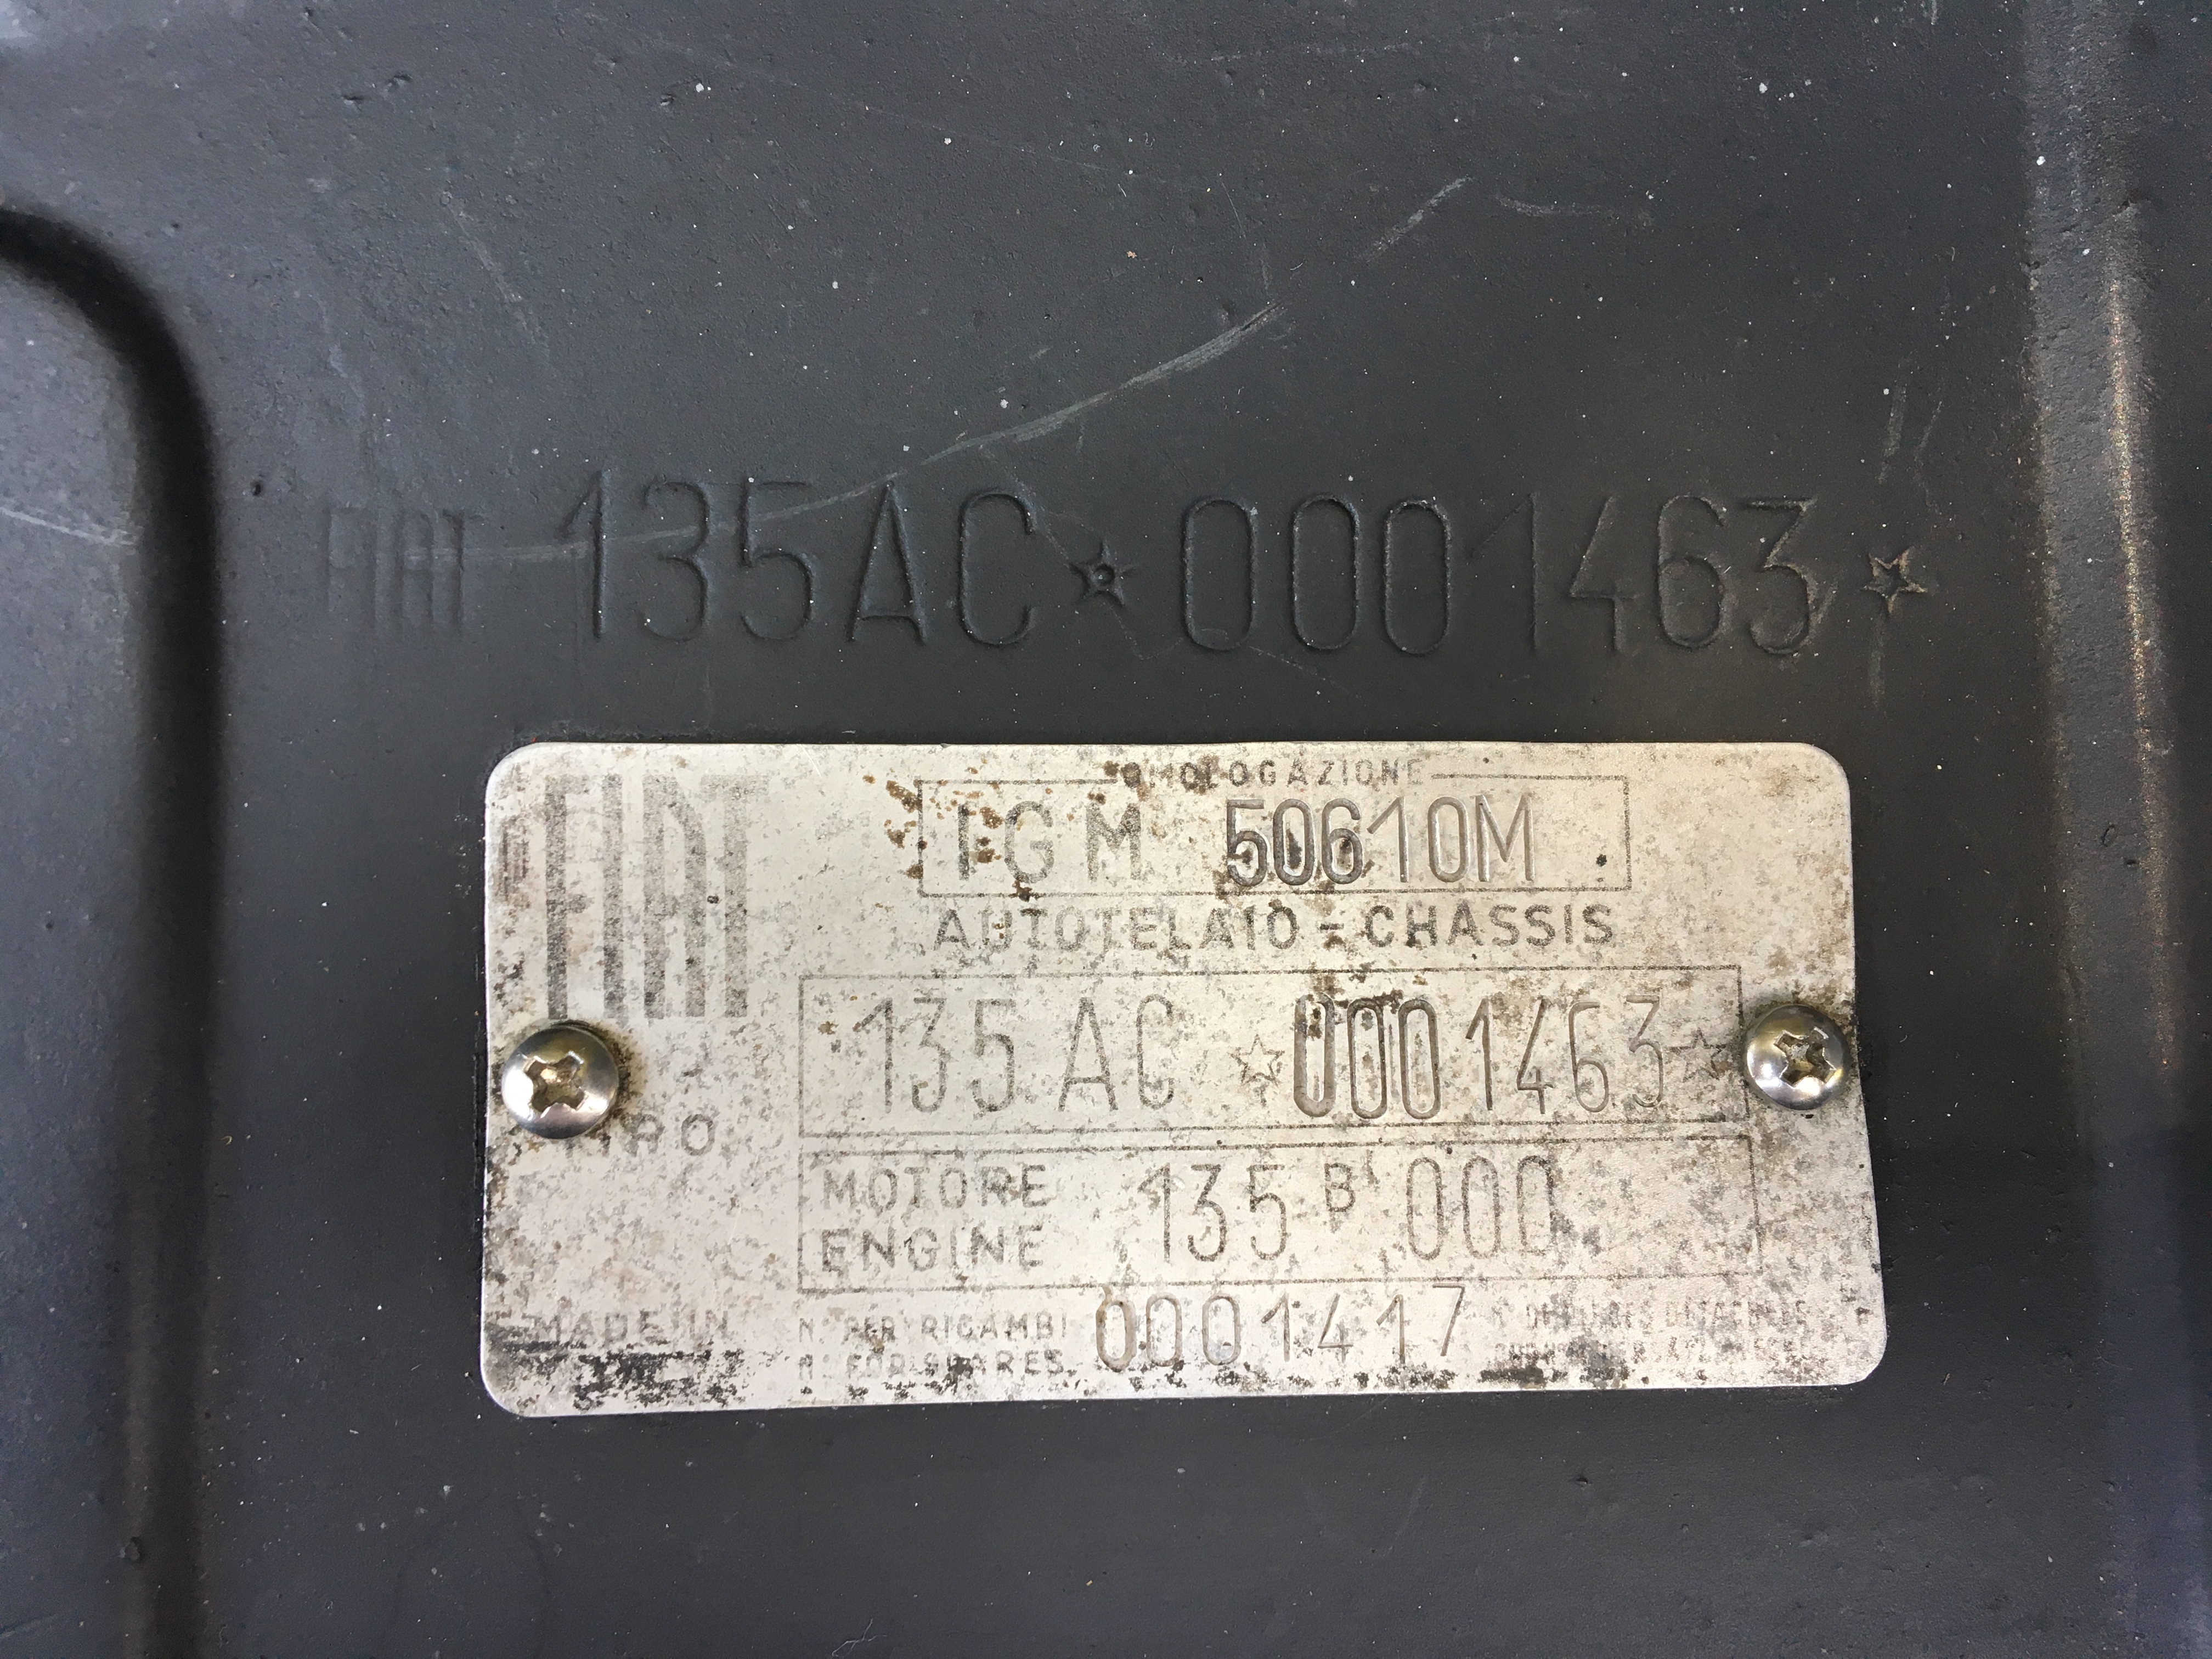 FIAT 135AC★0001463★
FIAT
OMOLOGAZIONE
IGM 50610M
AUTOTELAIO - CHASSIS
135 AC ☆0001463☆
MOTORE 135 B' 000
ENGINE
MADE IN
N° PER RICAMBI 0001417
N° FOR SPARES